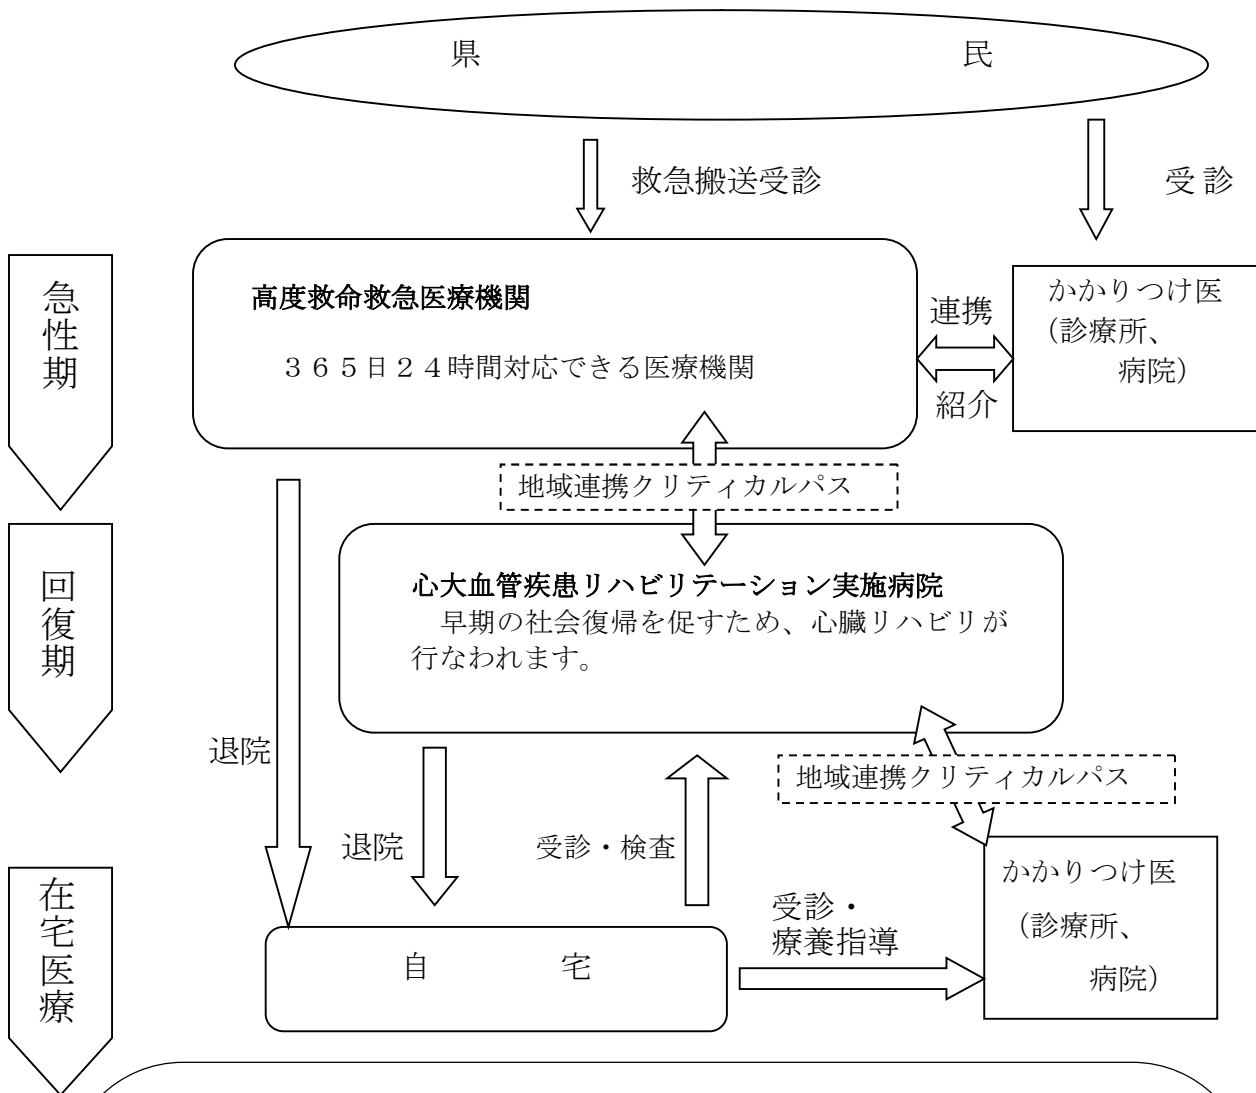 県　民
救急搬送受診
受診
急性期
高度救命救急医療機関
３６５日２４時間対応できる医療機関
連携
紹介
かかりつけ医
(診療所、
病院)
地域連携クリティカルパス
回復期
心大血管疾患リハビリテーション実施病院
早期の社会復帰を促すため、心臓リハビリが
行なわれます。
退院
地域連携クリティカルパス
退院
受診・検査
在宅医療
自　宅
受診・
療養指導
かかりつけ医
(診療所、
病院)